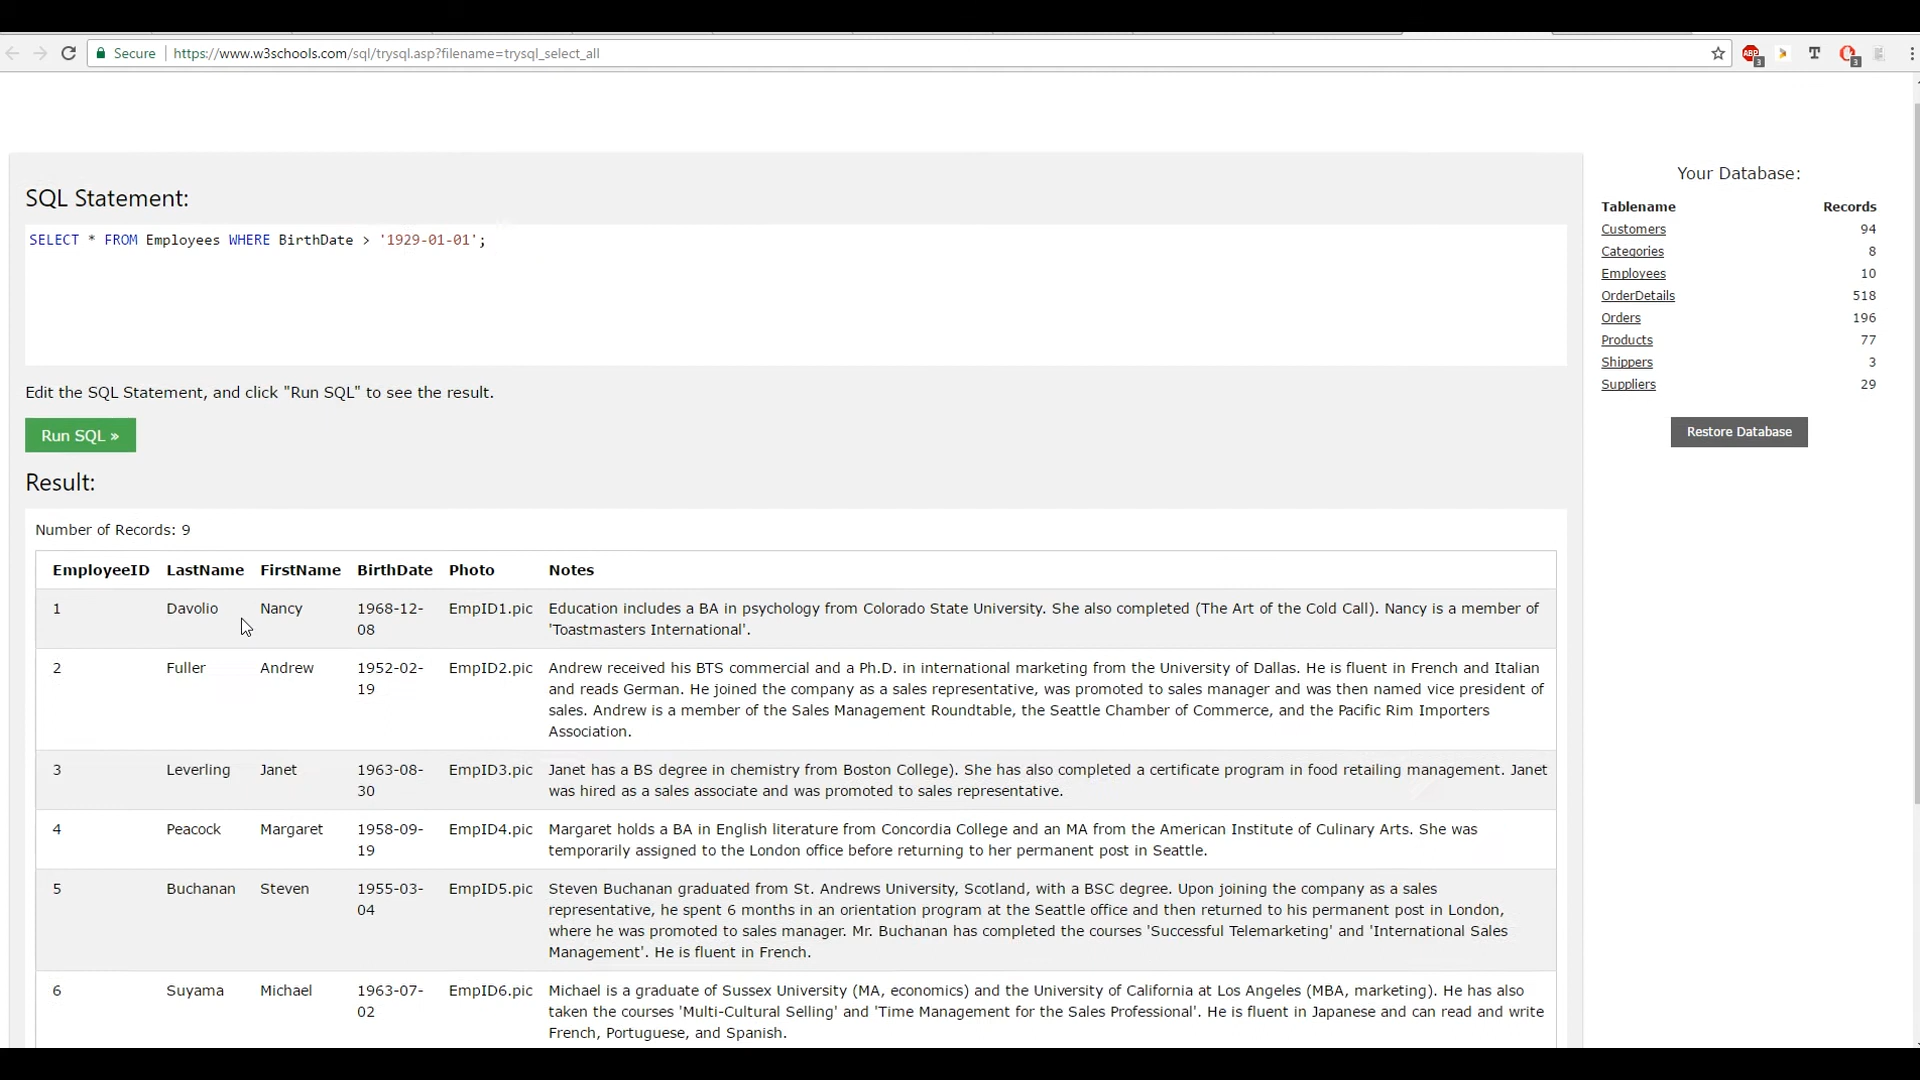 Secure https://www.w3schools.com/sql/trysql.asp?filename=trysql_select_all
ABP 3 T 3
SQL Statement:
SELECT * FROM Employees WHERE BirthDate > '1929-01-01';
Edit the SQL Statement, and click "Run SQL" to see the result.
Run SQL »
Result:
Number of Records: 9
EmployeeID LastName FirstName BirthDate Photo Notes
1 Davolio Nancy 1968-12- EmpID1.pic Education includes a BA in psychology from Colorado State University. She also completed (The Art of the Cold Call). Nancy is a member of
08 'Toastmasters International'.
2 Fuller Andrew 1952-02- EmpID2.pic Andrew received his BTS commercial and a Ph.D. in international marketing from the University of Dallas. He is fluent in French and Italian
19 and reads German. He joined the company as a sales representative, was promoted to sales manager and was then named vice president of
sales. Andrew is a member of the Sales Management Roundtable, the Seattle Chamber of Commerce, and the Pacific Rim Importers
Association.
3 Leverling Janet 1963-08- EmpID3.pic Janet has a BS degree in chemistry from Boston College). She has also completed a certificate program in food retailing management. Janet
30 was hired as a sales associate and was promoted to sales representative.
4 Peacock Margaret 1958-09- EmpID4.pic Margaret holds a BA in English literature from Concordia College and an MA from the American Institute of Culinary Arts. She was
19 temporarily assigned to the London office before returning to her permanent post in Seattle.
5 Buchanan Steven 1955-03- EmpID5.pic Steven Buchanan graduated from St. Andrews University, Scotland, with a BSC degree. Upon joining the company as a sales
04 representative, he spent 6 months in an orientation program at the Seattle office and then returned to his permanent post in London,
where he was promoted to sales manager. Mr. Buchanan has completed the courses 'Successful Telemarketing' and 'International Sales
Management'. He is fluent in French.
6 Suyama Michael 1963-07- EmpID6.pic Michael is a graduate of Sussex University (MA, economics) and the University of California at Los Angeles (MBA, marketing). He has also
02 taken the courses 'Multi-Cultural Selling' and 'Time Management for the Sales Professional'. He is fluent in Japanese and can read and write
French, Portuguese, and Spanish.
Your Database:
Tablename Records
Customers 94
Categories 8
Employees 10
OrderDetails 518
Orders 196
Products 77
Shippers 3
Suppliers 29
Restore Database